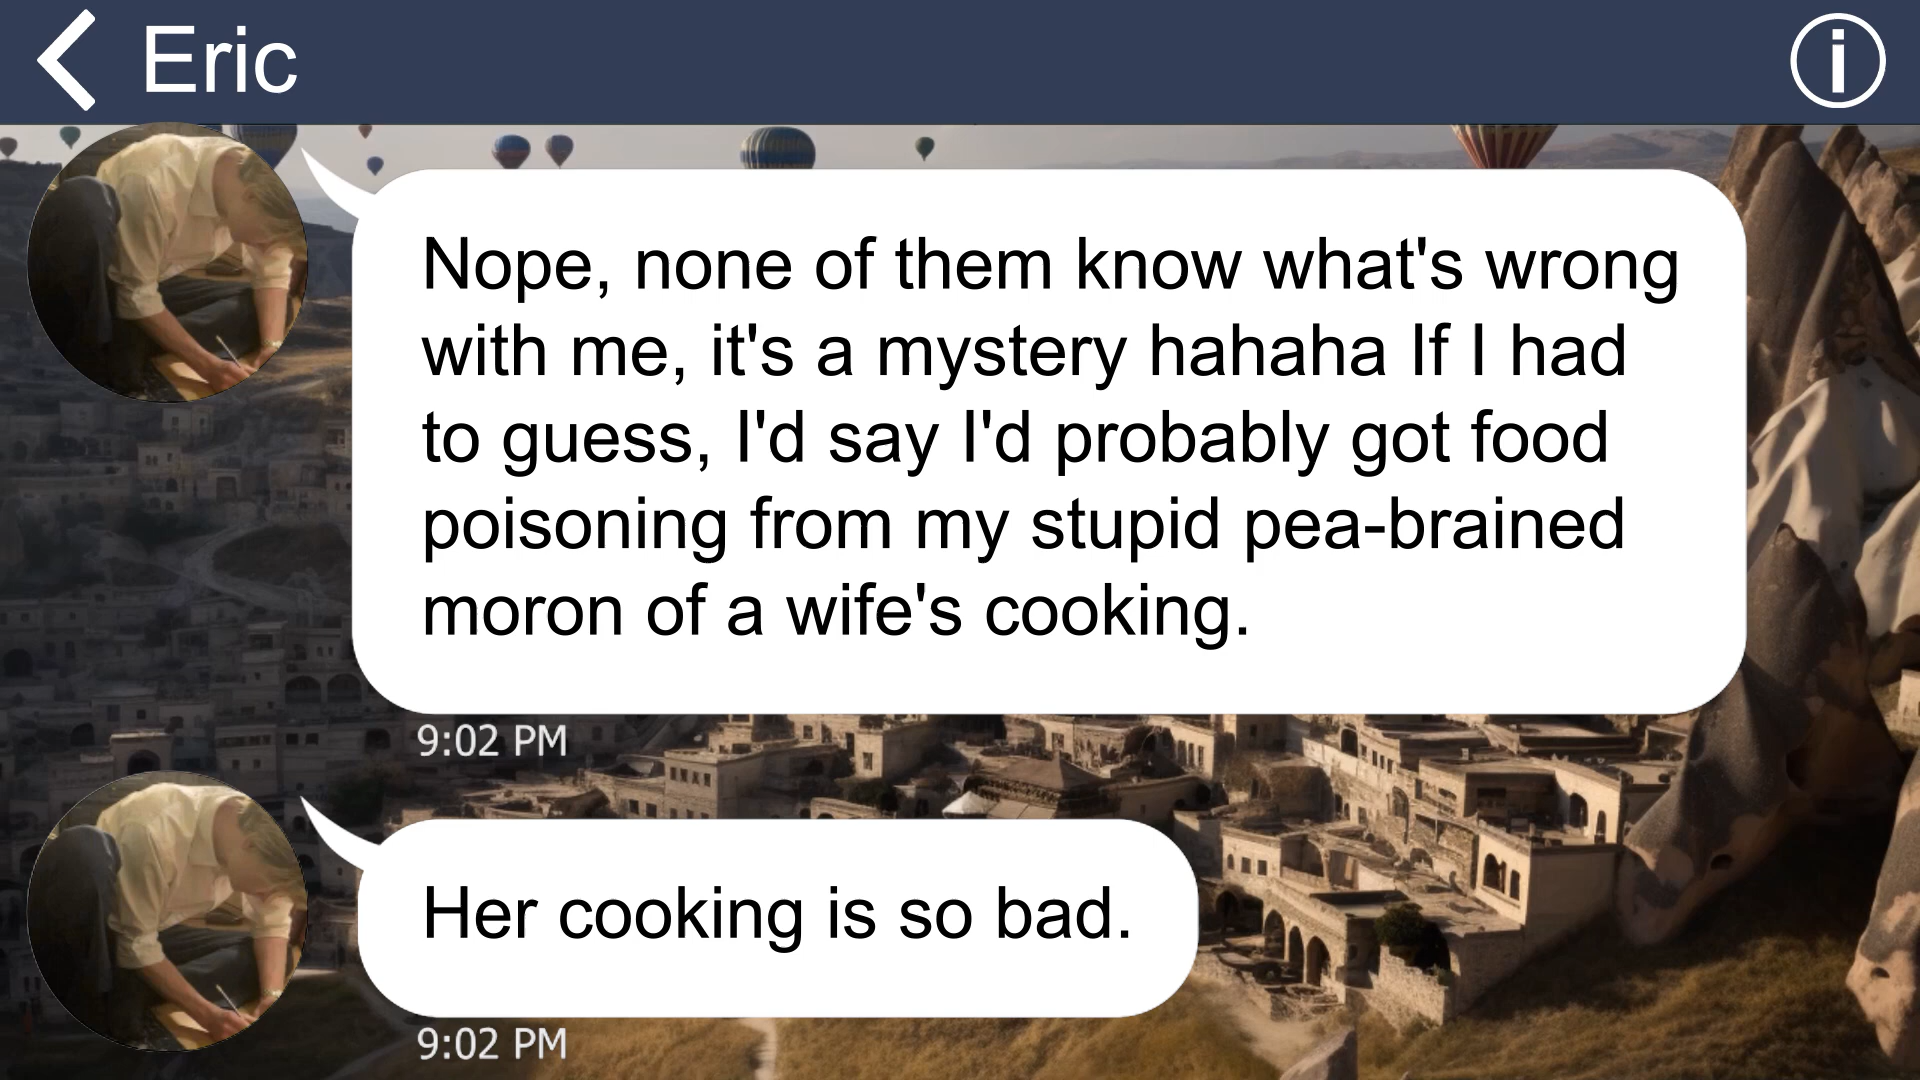 Eric
Nope, none of them know what's wrong
with me, it's a mystery hahaha If I had
to guess, I'd say I'd probably got food
poisoning from my stupid pea-brained
moron of a wife's cooking.
9:02 PM
Her cooking is so bad.
9:02 PM